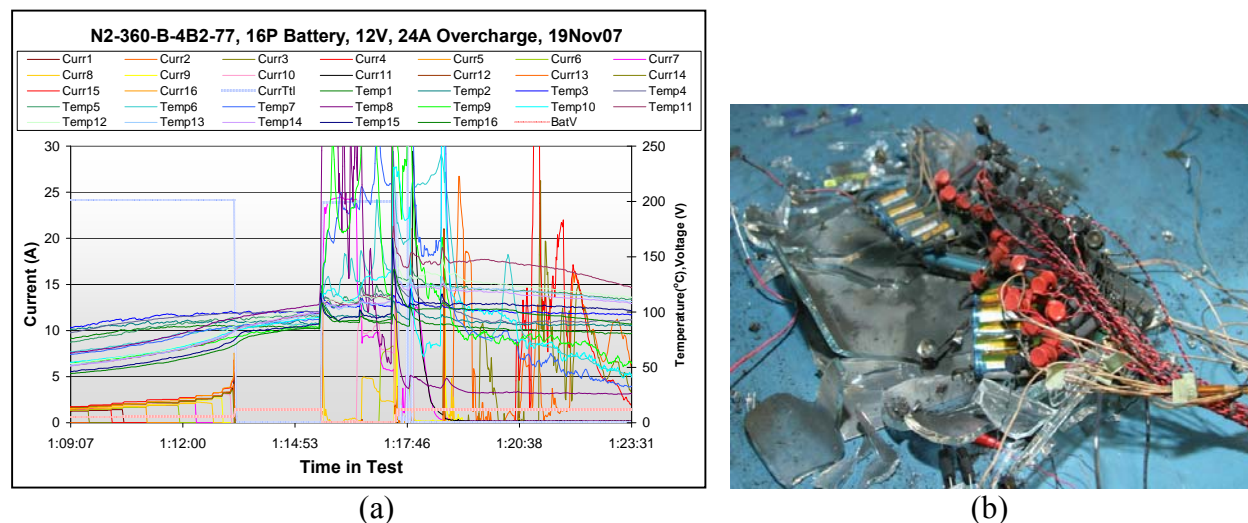 N2-360-B-4B2-77, 16P Battery, 12V, 24A Overcharge, 19Nov07
Curr1 Curr2 Curr3 Curr4 Curr5 Curr6 Curr7
Curr8 Curr9 Curr10 Curr11 Curr12 Curr13 Curr14
Curr15 Curr16 CurrTtl Temp1 Temp2 Temp3 Temp4
Temp5 Temp6 Temp7 Temp8 Temp9 Temp10 Temp11
Temp12 Temp13 Temp14 Temp15 Temp16 BatV
30 250
25
200
20
150
15
100
10
50
5
0 0
Current (A)
Temperature(°C),Voltage (V)
1:09:07 1:12:00 1:14:53 1:17:46 1:20:38 1:23:31
Time in Test
(a) (b)